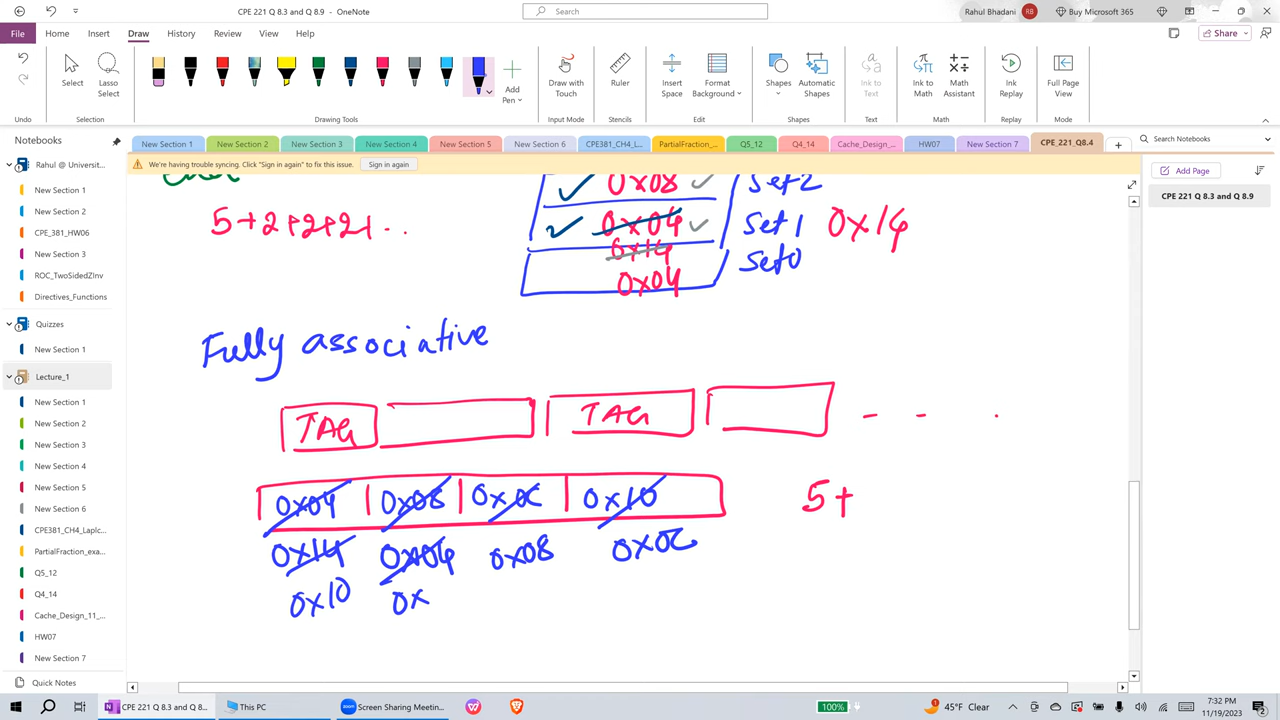 CPE 221 Q 8.3 and Q 8.9 - OneNote
Search
Rahul Bhadani
RB
Buy Microsoft 365
File
Home
Insert
Draw
History
Review
View
Help
Share
Select
Lasso Select
Add Pen
Draw with Touch
Ruler
Insert Space
Format Background
Shapes
Automatic Shapes
Ink to Text
Ink to Math
Math Assistant
Ink Replay
Full Page View
Undo
Selection
Drawing Tools
Input Mode
Stencils
Edit
Shapes
Text
Math
Replay
Mode
Notebooks
New Section 1
New Section 2
New Section 3
New Section 4
New Section 5
New Section 6
CPE381_CH4_L...
PartialFraction_...
Q5_12
Q4_14
Cache_Design_...
HW07
New Section 7
CPE_221_Q8.4
Search Notebooks
We're having trouble syncing. Click "Sign in again" to fix this issue.
Sign in again
Add Page
CPE 221 Q 8.3 and Q 8.9
Rahul @ Universit...
New Section 1
New Section 2
CPE_381_HW06
New Section 3
ROC_TwoSidedZInv
Directives_Functions
Quizzes
New Section 1
Lecture_1
New Section 1
New Section 2
New Section 3
New Section 4
New Section 5
New Section 6
CPE381_CH4_Laplc...
PartialFraction_exa...
Q5_12
Q4_14
Cache_Design_11_...
HW07
New Section 7
Quick Notes
0x08 Set2
5+2+2+2+...
0x04 Set1 0x14
0x14 Set0
0x04
Fully associative
TAG TAG - - .
0x04 0x08 0x0C 0x10 5+
0x14 0x04 0x08 0x0C
0x10 0x
CPE 221 Q 8.3 and Q 8...
This PC
Screen Sharing Meetin...
100%
45°F Clear
7:32 PM
11/19/2023
2